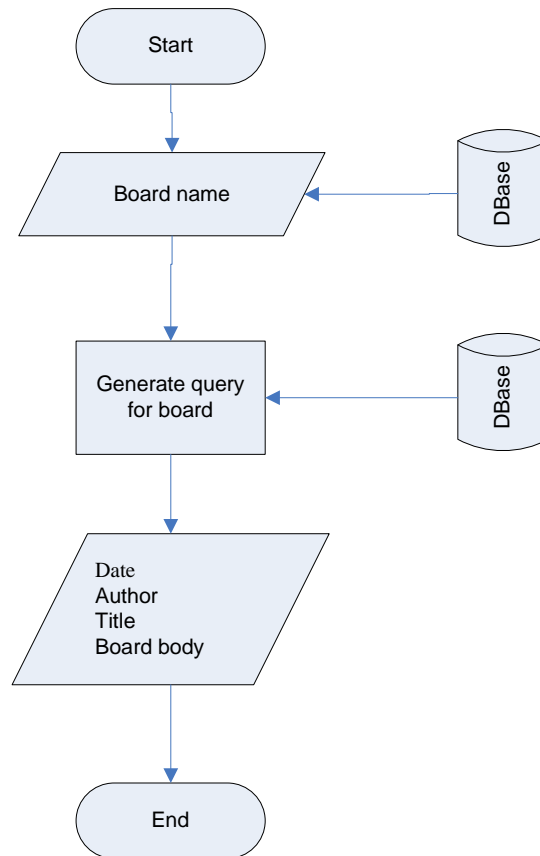 Start
Board name
DBase
Generate query
for board
DBase
Date
Author
Title
Board body
End